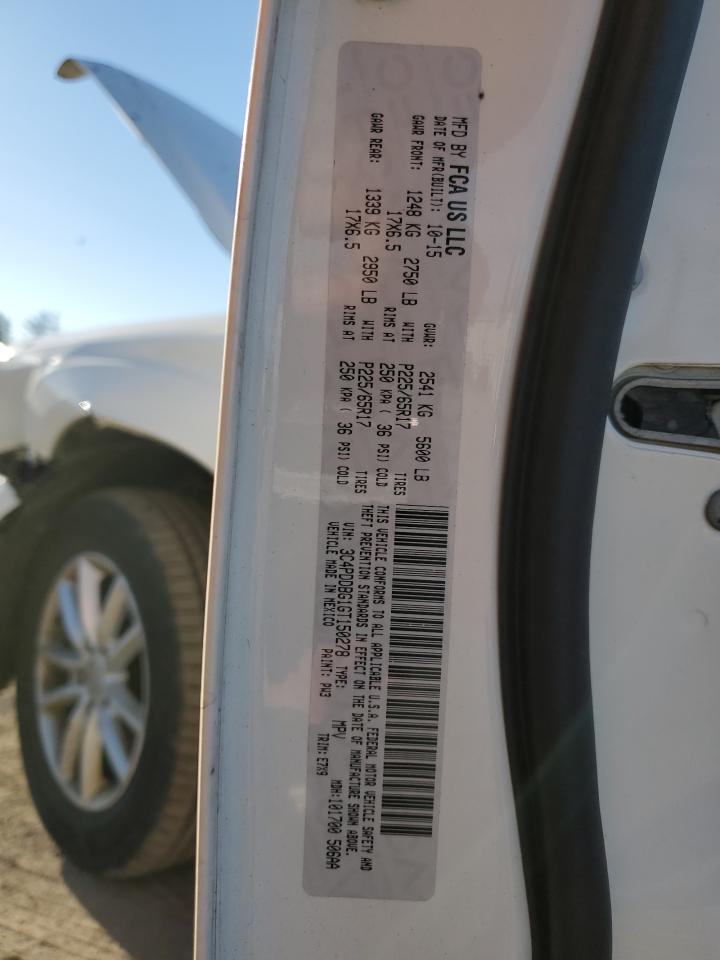 MFD BY FCA US LLC
DATE OF MFR(BUILT): 10-15 GVWR: 2541 KG 5600 LB
GAWR FRONT: 1248 KG 2750 LB WITH P225/65R17 TIRES
17X6.5 RIMS AT 250 KPA ( 36 PSI) COLD
GAWR REAR: 1339 KG 2950 LB WITH P225/65R17 TIRES
17X6.5 RIMS AT 250 KPA ( 36 PSI) COLD
THIS VEHICLE CONFORMS TO ALL APPLICABLE U.S.A. FEDERAL MOTOR VEHICLE SAFETY AND
THEFT PREVENTION STANDARDS IN EFFECT ON THE DATE OF MANUFACTURE SHOWN ABOVE.
VIN: 3C4PDDBG1GT150278 TYPE: MPV MDH:101700 506AA
VEHICLE MADE IN MEXICO PAINT: PW3 TRIM: E7X9